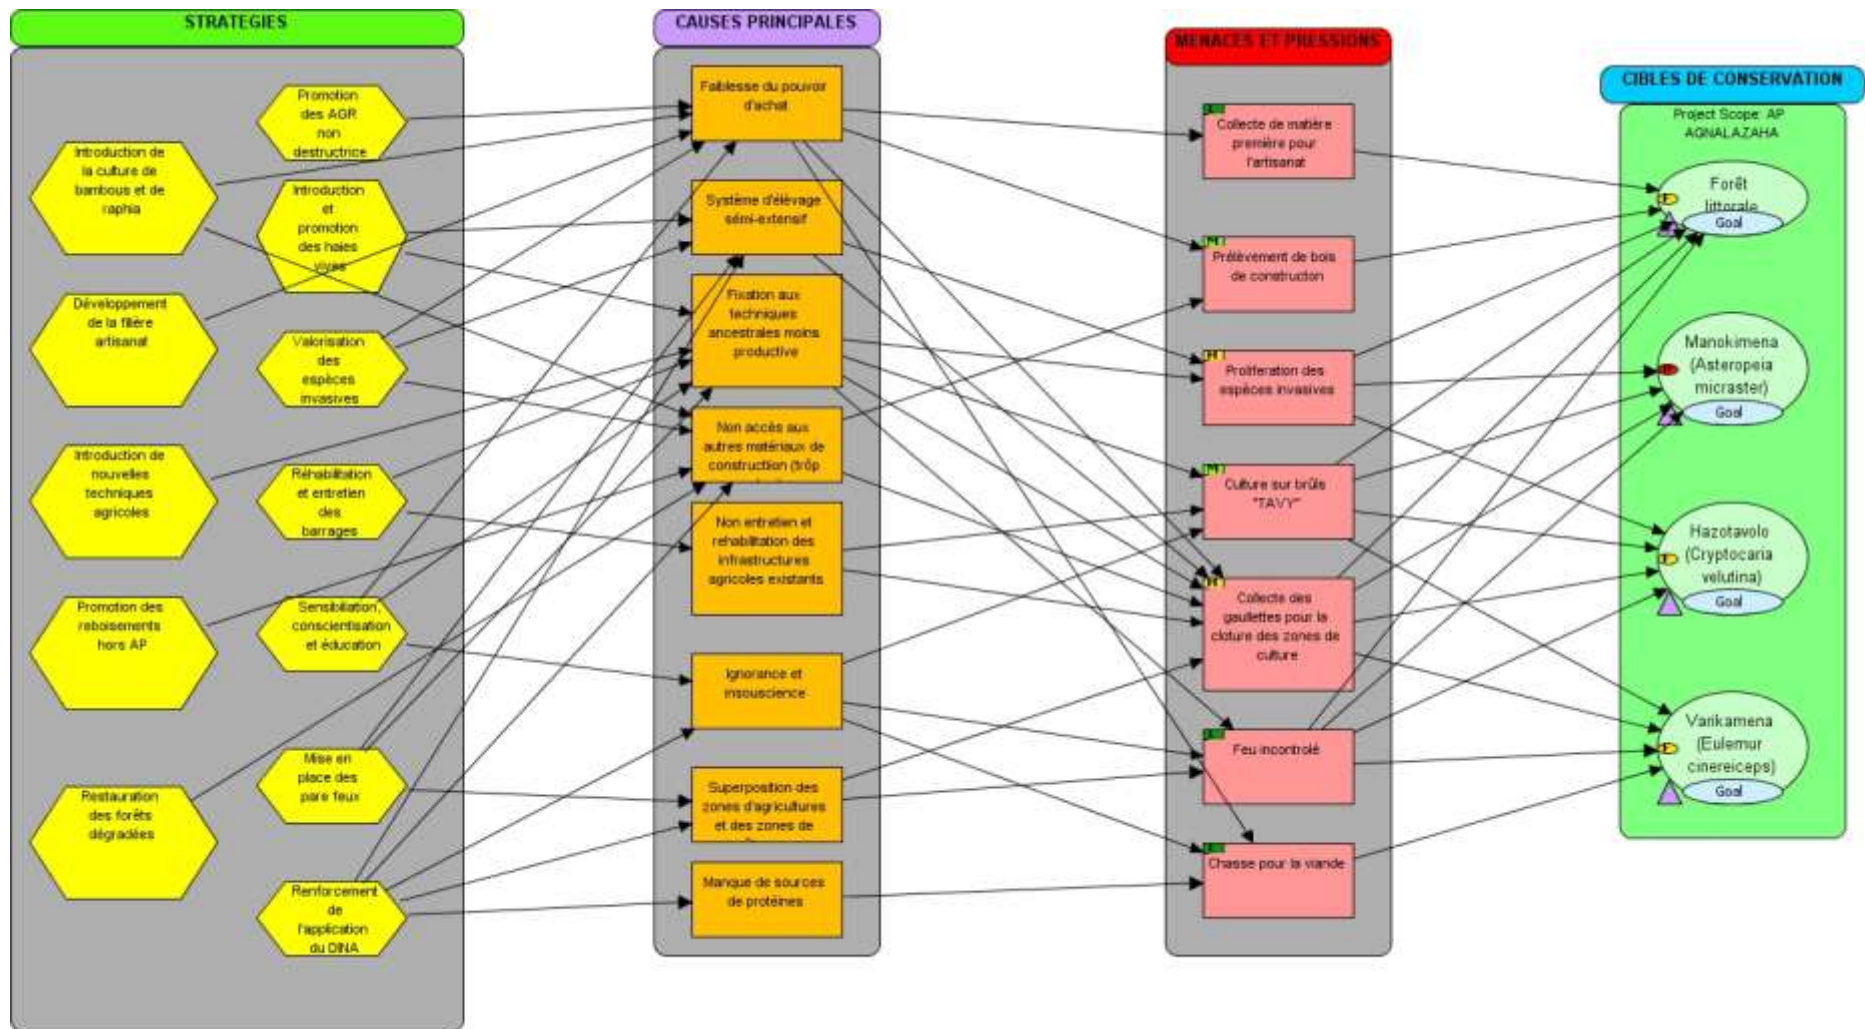 STRATEGIES
Promotion
des AGR
non
destructrice
Introduction de
la culture de
bambous et de
raphia
Introduction
et
promotion
des haies
vives
Développement
de la filière
artisanat
Valorisation
des
espèces
invasives
Introduction de
nouvelles
techniques
agricoles
Réhabilitation
et entretien
des
barrages
Promotion des
reboisements
hors AP
Sensibiliation,
conscientisation
et éducation
Mise en
place des
pare feux
Restauration
des forêts
dégradées
Renforcement
de
l'application
du DINA
CAUSES PRINCIPALES
Faiblesse du pouvoir
d'achat
Système d'élévage
sémi-extensif
Fixation aux
techniques
ancestrales moins
productive
Non accès aux
autres matériaux de
construction (trôp
Non entretien et
rehabilitation des
infrastructures
agricoles existants
Ignorance et
insouscience
Superposition des
zones d'agricultures
et des zones de
Manque de sources
de protéines
MENACES ET PRESSIONS
Collecte de matière
première pour
l'artisanat
M
Prélèvement de bois
de construction
M
Proliferation des
espèces invasives
M
Culture sur brûls
"TAVY"
M
Collecte des
gaullettes pour la
cloture des zones de
culture
Feu incontrolé
Chasse pour la viande
CIBLES DE CONSERVATION
Project Scope: AP
AGNALAZAHA
Forêt
littorale
F
Goal
Manokimena
(Asteropeia
micraster)
Goal
Hazotavolo
(Cryptocaria
velutina)
F
Goal
Varikamena
(Eulemur
cinereiceps)
F
Goal